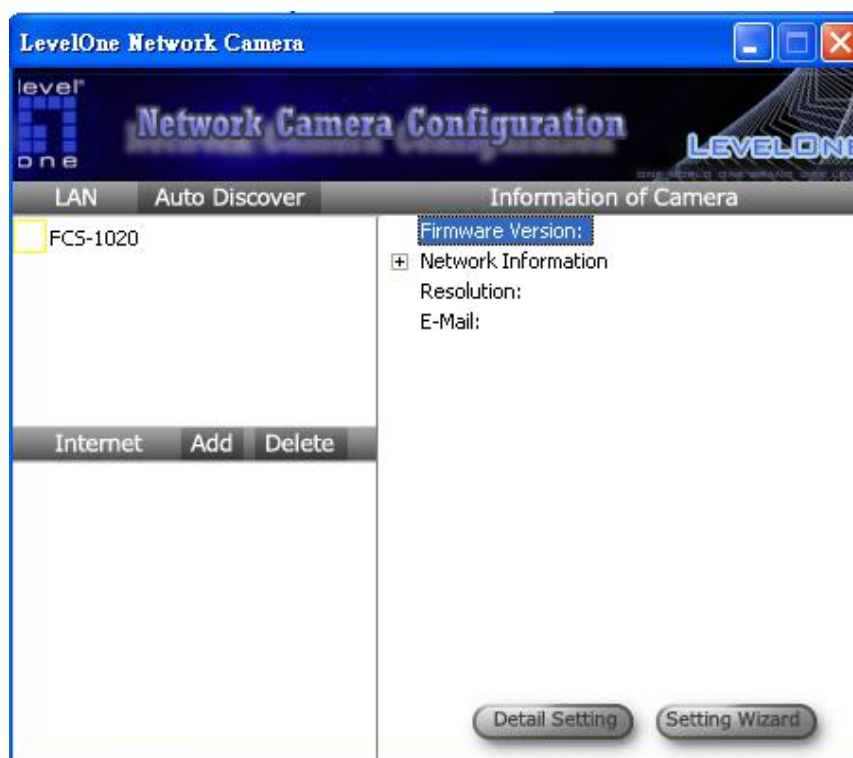 LevelOne Network Camera
level
one
Network Camera Configuration
LEVELONE
LAN Auto Discover Information of Camera
FCS-1020
Firmware Version:
Network Information
Resolution:
E-Mail:
Internet Add Delete
Detail Setting Setting Wizard